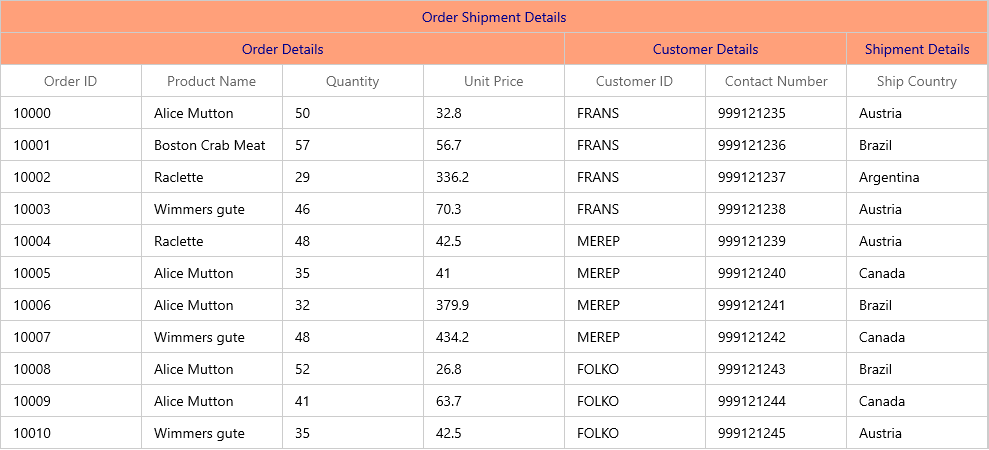 Order Shipment Details
Order Details Customer Details Shipment Details
Order ID Product Name Quantity Unit Price Customer ID Contact Number Ship Country
10000 Alice Mutton 50 32.8 FRANS 999121235 Austria
10001 Boston Crab Meat 57 56.7 FRANS 999121236 Brazil
10002 Raclette 29 336.2 FRANS 999121237 Argentina
10003 Wimmers gute 46 70.3 FRANS 999121238 Austria
10004 Raclette 48 42.5 MEREP 999121239 Austria
10005 Alice Mutton 35 41 MEREP 999121240 Canada
10006 Alice Mutton 32 379.9 MEREP 999121241 Brazil
10007 Wimmers gute 48 434.2 MEREP 999121242 Canada
10008 Alice Mutton 52 26.8 FOLKO 999121243 Brazil
10009 Alice Mutton 41 63.7 FOLKO 999121244 Canada
10010 Wimmers gute 35 42.5 FOLKO 999121245 Austria